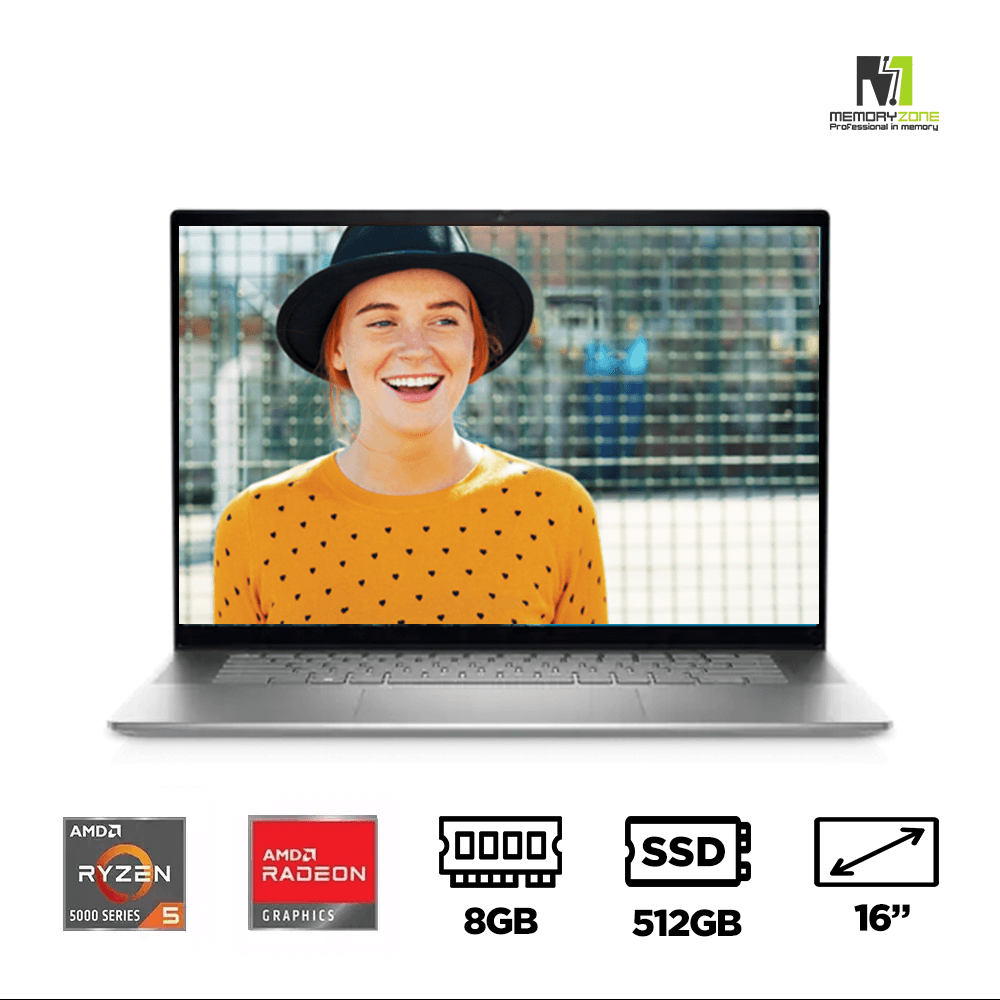 MEMORYZONE
Professional in memory
AMD
RYZEN
5000 SERIES 5
AMD
RADEON
GRAPHICS
8GB
SSD
512GB
16”